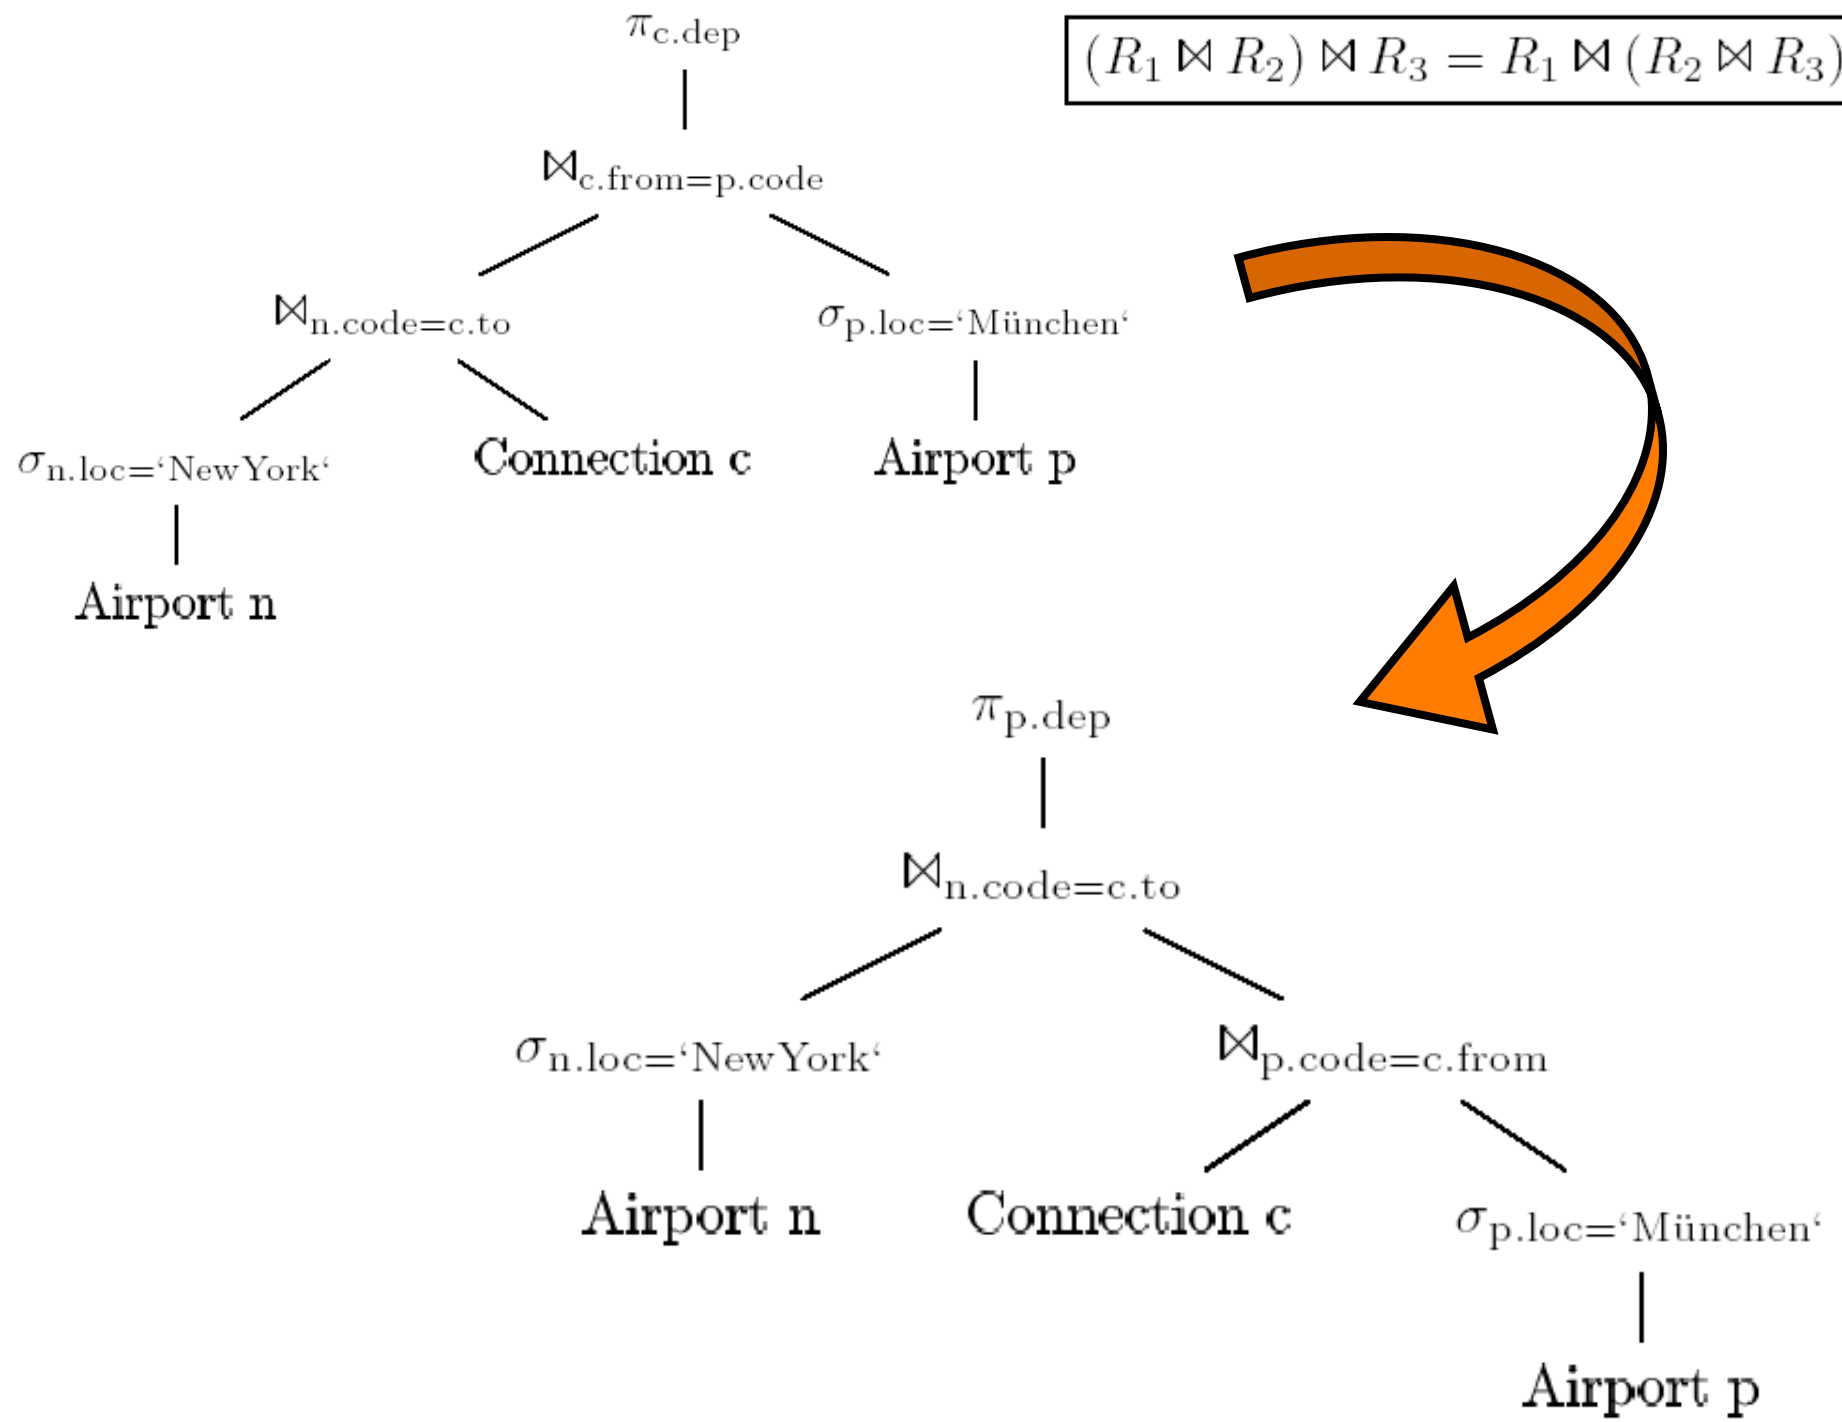 π c.dep
(R1 ⋈ R2) ⋈ R3 = R1 ⋈ (R2 ⋈ R3)
⋈ c.from=p.code
⋈ n.code=c.to
σ p.loc=‘München‘
σ n.loc=‘NewYork‘
Connection c
Airport p
Airport n
π p.dep
⋈ n.code=c.to
σ n.loc=‘NewYork‘
⋈ p.code=c.from
Airport n
Connection c
σ p.loc=‘München‘
Airport p